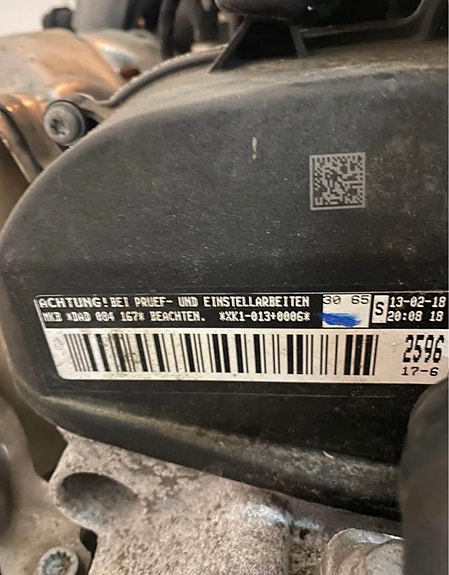 ACHTUNG! BEI PRUEF- UND EINSTELLARBEITEN 30 65 S 13-02-18
MKB *DAD 084 167* BEACHTEN. *XK1-013+0006* 20:08 18
2596
17-6